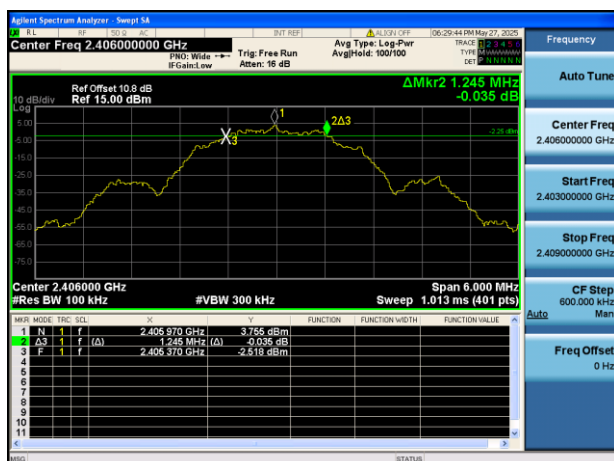 Agilent Spectrum Analyzer - Swept SA
RL RF 50 Ω AC INT REF ALIGN OFF 06:29:44 PM May 27, 2025
Center Freq 2.406000000 GHz
PNO: Wide
IFGain:Low
Trig: Free Run
Atten: 16 dB
Avg Type: Log-Pwr
Avg|Hold: 100/100
TRACE 1 2 3 4 5 6
TYPE MWWWWW
DET P N N N N N
Frequency
Auto Tune
Center Freq
2.406000000 GHz
Start Freq
2.403000000 GHz
Stop Freq
2.409000000 GHz
CF Step
600.000 kHz
Auto Man
Freq Offset
0 Hz
Ref Offset 10.8 dB
Ref 15.00 dBm
10 dB/div
Log
ΔMkr2 1.245 MHz
-0.035 dB
5.00
-5.00
-15.0
-25.0
-35.0
-45.0
-55.0
-65.0
-75.0
1
2Δ3
3
-2.25 dBm
Center 2.406000 GHz
#Res BW 100 kHz
#VBW 300 kHz
Span 6.000 MHz
Sweep 1.013 ms (401 pts)
MKR MODE TRC SCL X Y FUNCTION FUNCTION WIDTH FUNCTION VALUE
1 N 1 f 2.405 970 GHz 3.755 dBm
2 Δ3 1 f (Δ) 1.245 MHz (Δ) -0.035 dB
3 F 1 f 2.405 370 GHz -2.518 dBm
4
5
6
7
8
9
10
11
MSG STATUS